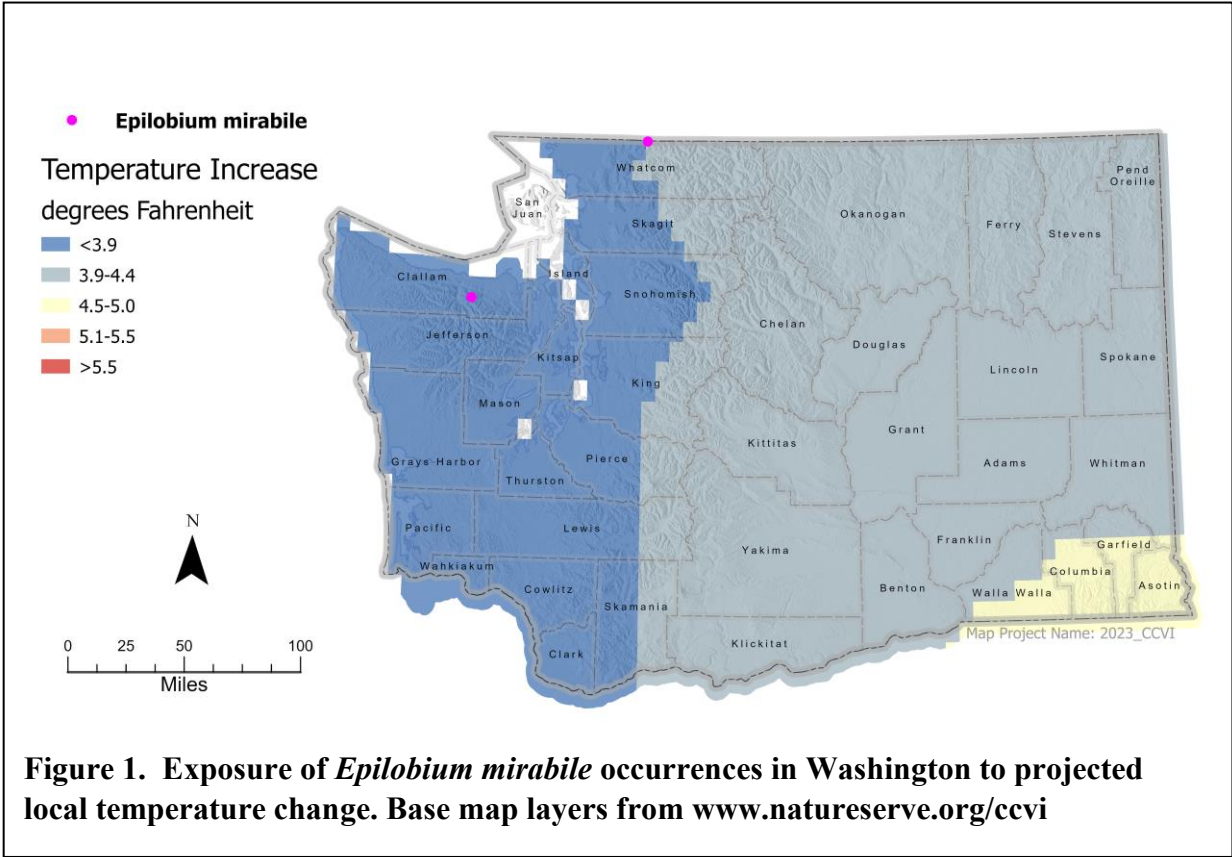 Epilobium mirabile
Temperature Increase
degrees Fahrenheit
<3.9
3.9-4.4
4.5-5.0
5.1-5.5
>5.5
N
0 25 50 100
Miles
Whatcom
San
Juan
Skagit
Okanogan
Ferry
Stevens
Pend
Oreille
Clallam
Island
Snohomish
Jefferson
Chelan
Douglas
Kitsap
King
Lincoln
Spokane
Mason
Grant
Kittitas
Grays Harbor
Pierce
Thurston
Adams
Whitman
Pacific
Lewis
Yakima
Franklin
Garfield
Wahkiakum
Columbia
Cowlitz
Skamania
Benton
Walla Walla
Asotin
Clark
Klickitat
Map Project Name: 2023_CCVI
Figure 1. Exposure of Epilobium mirabile occurrences in Washington to projected
local temperature change. Base map layers from www.natureserve.org/ccvi